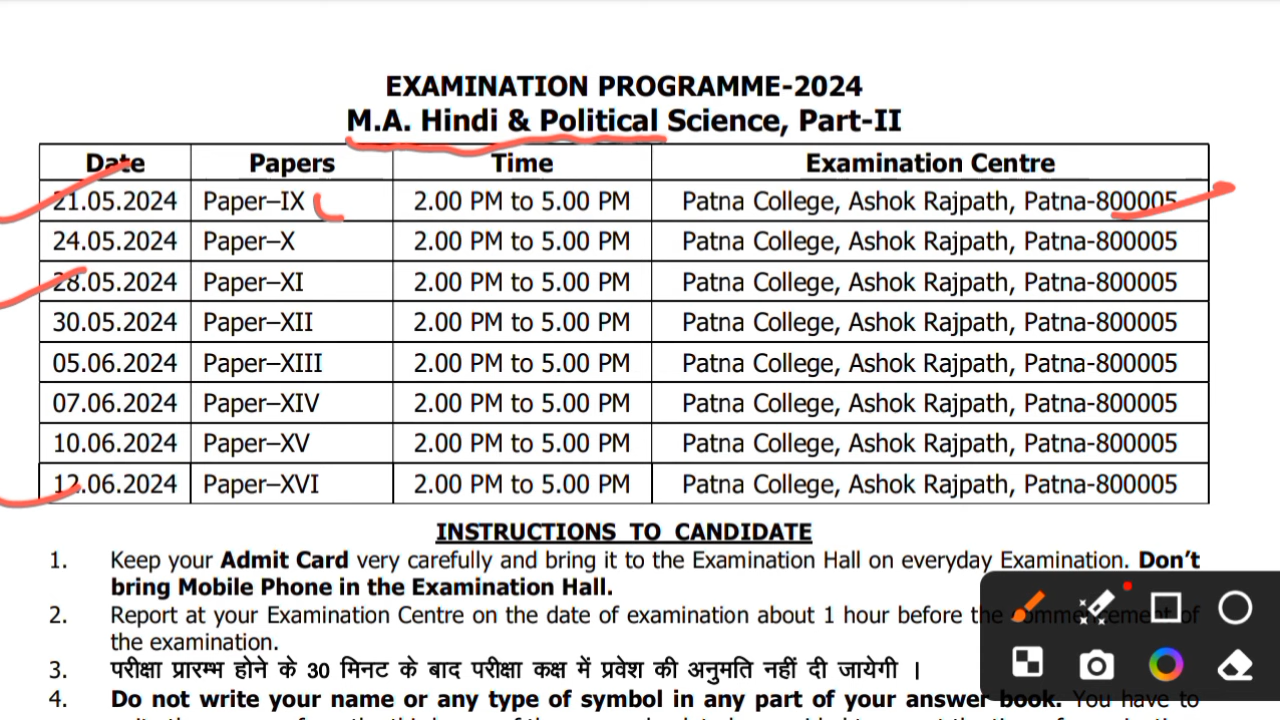 EXAMINATION PROGRAMME-2024
M.A. Hindi & Political Science, Part-II
Date Papers Time Examination Centre
21.05.2024 Paper–IX 2.00 PM to 5.00 PM Patna College, Ashok Rajpath, Patna-800005
24.05.2024 Paper–X 2.00 PM to 5.00 PM Patna College, Ashok Rajpath, Patna-800005
28.05.2024 Paper–XI 2.00 PM to 5.00 PM Patna College, Ashok Rajpath, Patna-800005
30.05.2024 Paper–XII 2.00 PM to 5.00 PM Patna College, Ashok Rajpath, Patna-800005
05.06.2024 Paper–XIII 2.00 PM to 5.00 PM Patna College, Ashok Rajpath, Patna-800005
07.06.2024 Paper–XIV 2.00 PM to 5.00 PM Patna College, Ashok Rajpath, Patna-800005
10.06.2024 Paper–XV 2.00 PM to 5.00 PM Patna College, Ashok Rajpath, Patna-800005
12.06.2024 Paper–XVI 2.00 PM to 5.00 PM Patna College, Ashok Rajpath, Patna-800005
INSTRUCTIONS TO CANDIDATE
1. Keep your Admit Card very carefully and bring it to the Examination Hall on everyday Examination. Don't
bring Mobile Phone in the Examination Hall.
2. Report at your Examination Centre on the date of examination about 1 hour before the commencement of
the examination.
3. परीक्षा प्रारम्भ होने के 30 मिनट के बाद परीक्षा कक्ष में प्रवेश की अनुमति नहीं दी जायेगी ।
4. Do not write your name or any type of symbol in any part of your answer book. You have to